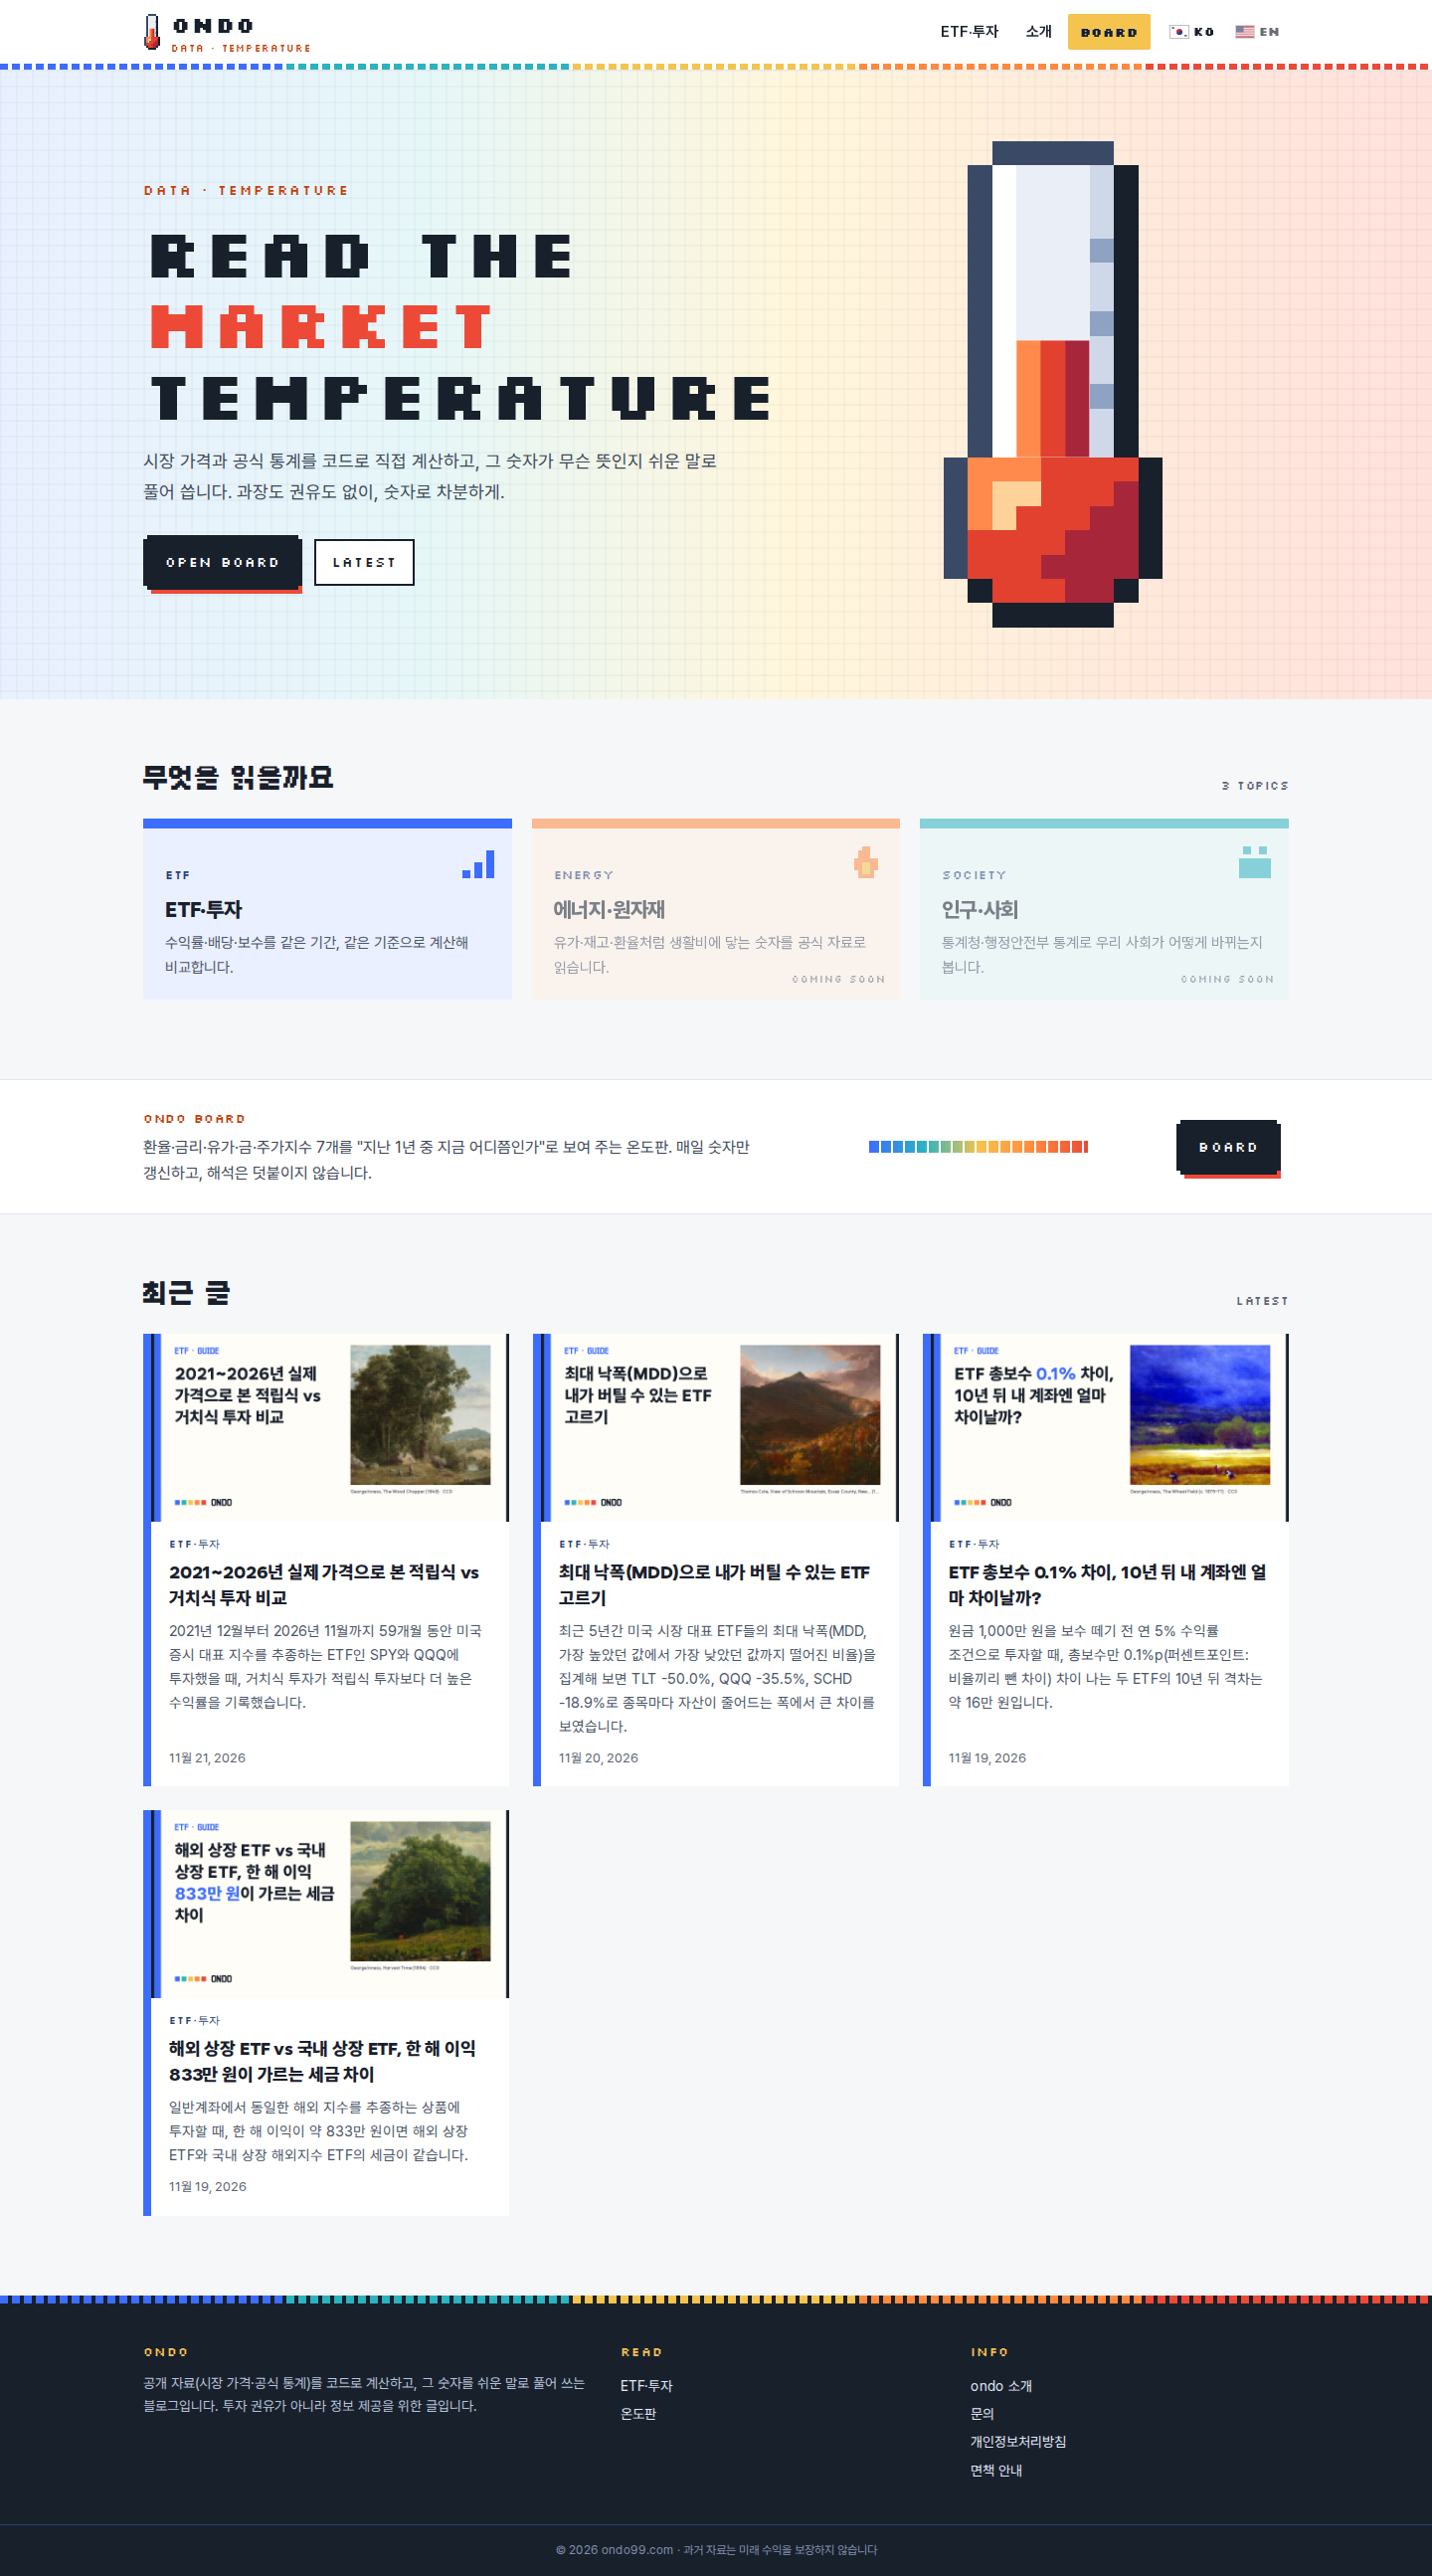 ONDO
DATA · TEMPERATURE
ETF·투자
소개
BOARD
KO
EN
DATA · TEMPERATURE
READ THE
MARKET
TEMPERATURE
시장 가격과 공식 통계를 코드로 직접 계산하고, 그 숫자가 무슨 뜻인지 쉬운 말로
풀어 씁니다. 과장도 권유도 없이, 숫자로 차분하게.
OPEN BOARD
LATEST
무엇을 읽을까요
3 TOPICS
ETF
ETF·투자
수익률·배당·보수를 같은 기간, 같은 기준으로 계산해
비교합니다.
ENERGY
에너지·원자재
유가·재고·환율처럼 생활비에 닿는 숫자를 공식 자료로
읽습니다.
COMING SOON
SOCIETY
인구·사회
통계청·행정안전부 통계로 우리 사회가 어떻게 바뀌는지
봅니다.
COMING SOON
ONDO BOARD
환율·금리·유가·금·주가지수 7개를 "지난 1년 중 지금 어디쯤인가"로 보여 주는 온도판. 매일 숫자만
갱신하고, 해석은 덧붙이지 않습니다.
BOARD
최근 글
LATEST
ETF · GUIDE
2021~2026년 실제
가격으로 본 적립식 vs
거치식 투자 비교
George Inness, The Wood Chopper (1849) · CC0
ONDO
ETF·투자
2021~2026년 실제 가격으로 본 적립식 vs
거치식 투자 비교
2021년 12월부터 2026년 11월까지 59개월 동안 미국
증시 대표 지수를 추종하는 ETF인 SPY와 QQQ에
투자했을 때, 거치식 투자가 적립식 투자보다 더 높은
수익률을 기록했습니다.
11월 21, 2026
ETF · GUIDE
최대 낙폭(MDD)으로
내가 버틸 수 있는 ETF
고르기
Thomas Cole, View of Schroon Mountain, Essex County, New... (1...
ONDO
ETF·투자
최대 낙폭(MDD)으로 내가 버틸 수 있는 ETF
고르기
최근 5년간 미국 시장 대표 ETF들의 최대 낙폭(MDD,
가장 높았던 값에서 가장 낮았던 값까지 떨어진 비율)을
집계해 보면 TLT -50.0%, QQQ -35.5%, SCHD
-18.9%로 종목마다 자산이 줄어드는 폭에서 큰 차이를
보였습니다.
11월 20, 2026
ETF · GUIDE
ETF 총보수 0.1% 차이,
10년 뒤 내 계좌엔 얼마
차이날까?
George Inness, The Wheat Field (c. 1875–77) · CC0
ONDO
ETF·투자
ETF 총보수 0.1% 차이, 10년 뒤 내 계좌엔 얼
마 차이날까?
원금 1,000만 원을 보수 떼기 전 연 5% 수익률
조건으로 투자할 때, 총보수만 0.1%p(퍼센트포인트:
비율끼리 뺀 차이) 차이 나는 두 ETF의 10년 뒤 격차는
약 16만 원입니다.
11월 19, 2026
ETF · GUIDE
해외 상장 ETF vs 국내
상장 ETF, 한 해 이익
833만 원이 가르는 세금
차이
George Inness, Harvest Time (1864) · CC0
ONDO
ETF·투자
해외 상장 ETF vs 국내 상장 ETF, 한 해 이익
833만 원이 가르는 세금 차이
일반계좌에서 동일한 해외 지수를 추종하는 상품에
투자할 때, 한 해 이익이 약 833만 원이면 해외 상장
ETF와 국내 상장 해외지수 ETF의 세금이 같습니다.
11월 19, 2026
ONDO
공개 자료(시장 가격·공식 통계)를 코드로 계산하고, 그 숫자를 쉬운 말로 풀어 쓰는
블로그입니다. 투자 권유가 아니라 정보 제공을 위한 글입니다.
READ
ETF·투자
온도판
INFO
ondo 소개
문의
개인정보처리방침
면책 안내
© 2026 ondo99.com · 과거 자료는 미래 수익을 보장하지 않습니다